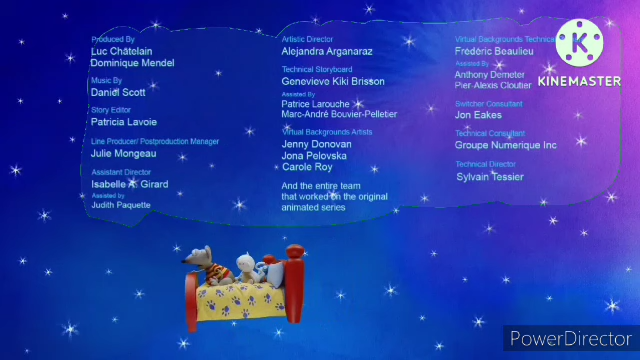 Produced By
Luc Châtelain
Dominique Mendel
Music By
Daniel Scott
Story Editor
Patricia Lavoie
Line Producer/ Postproduction Manager
Julie Mongeau
Assistant Director
Isabelle A. Girard
Assisted by
Judith Paquette
Artistic Director
Alejandra Arganaraz
Technical Storyboard
Genevieve Kiki Brisson
Assisted By
Patrice Larouche
Marc-André Bouvier-Pelletier
Virtual Backgrounds Artists
Jenny Donovan
Jona Pelovska
Carole Roy
And the entire team
that worked on the original
animated series
Virtual Backgrounds
Frédéric Beaulieu
Assisted By
Anthony Demeter
Pier-Alexis Cloutier
Switcher Consultant
Jon Eakes
Technical Consultant
Groupe Numerique Inc
Technical Director
Sylvain Tessier
K
KINEMASTER
PowerDirector